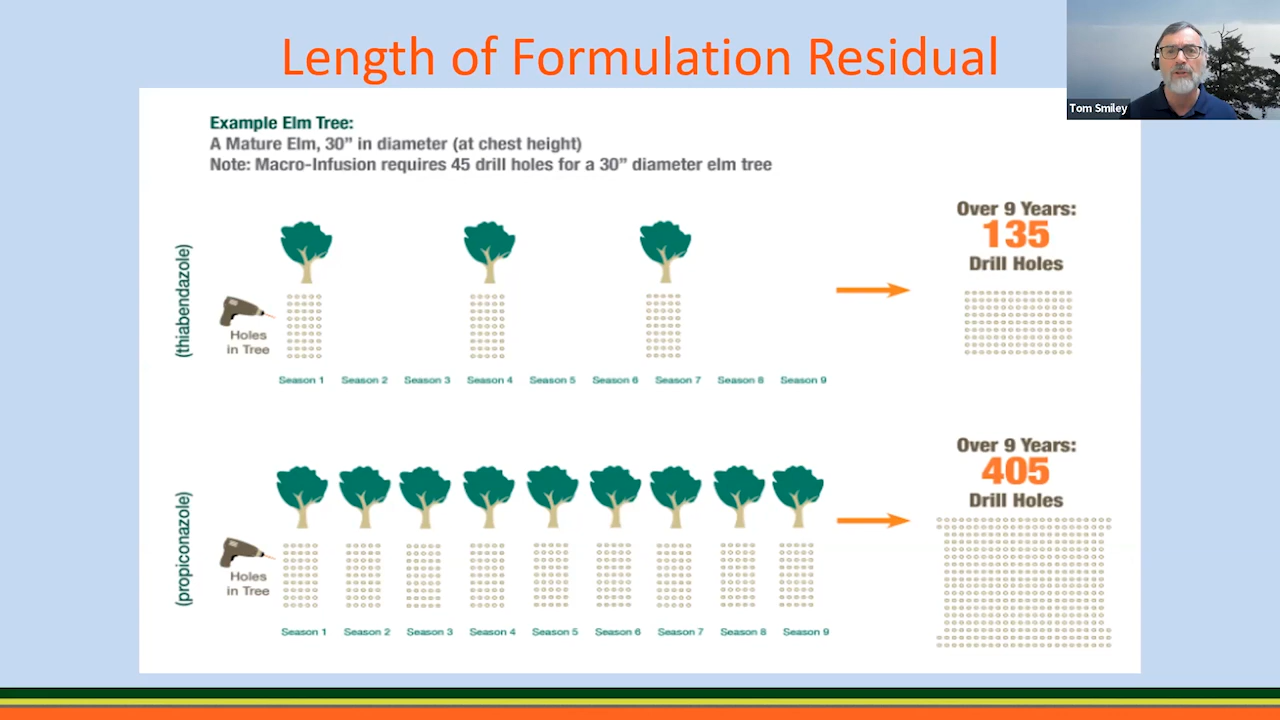 Length of Formulation Residual
Tom Smiley
Example Elm Tree:
A Mature Elm, 30” in diameter (at chest height)
Note: Macro-Infusion requires 45 drill holes for a 30” diameter elm tree
(thiabendazole)
Holes
in Tree
Season 1 Season 2 Season 3 Season 4 Season 5 Season 6 Season 7 Season 8 Season 9
Over 9 Years:
135
Drill Holes
(propiconazole)
Holes
in Tree
Season 1 Season 2 Season 3 Season 4 Season 5 Season 6 Season 7 Season 8 Season 9
Over 9 Years:
405
Drill Holes